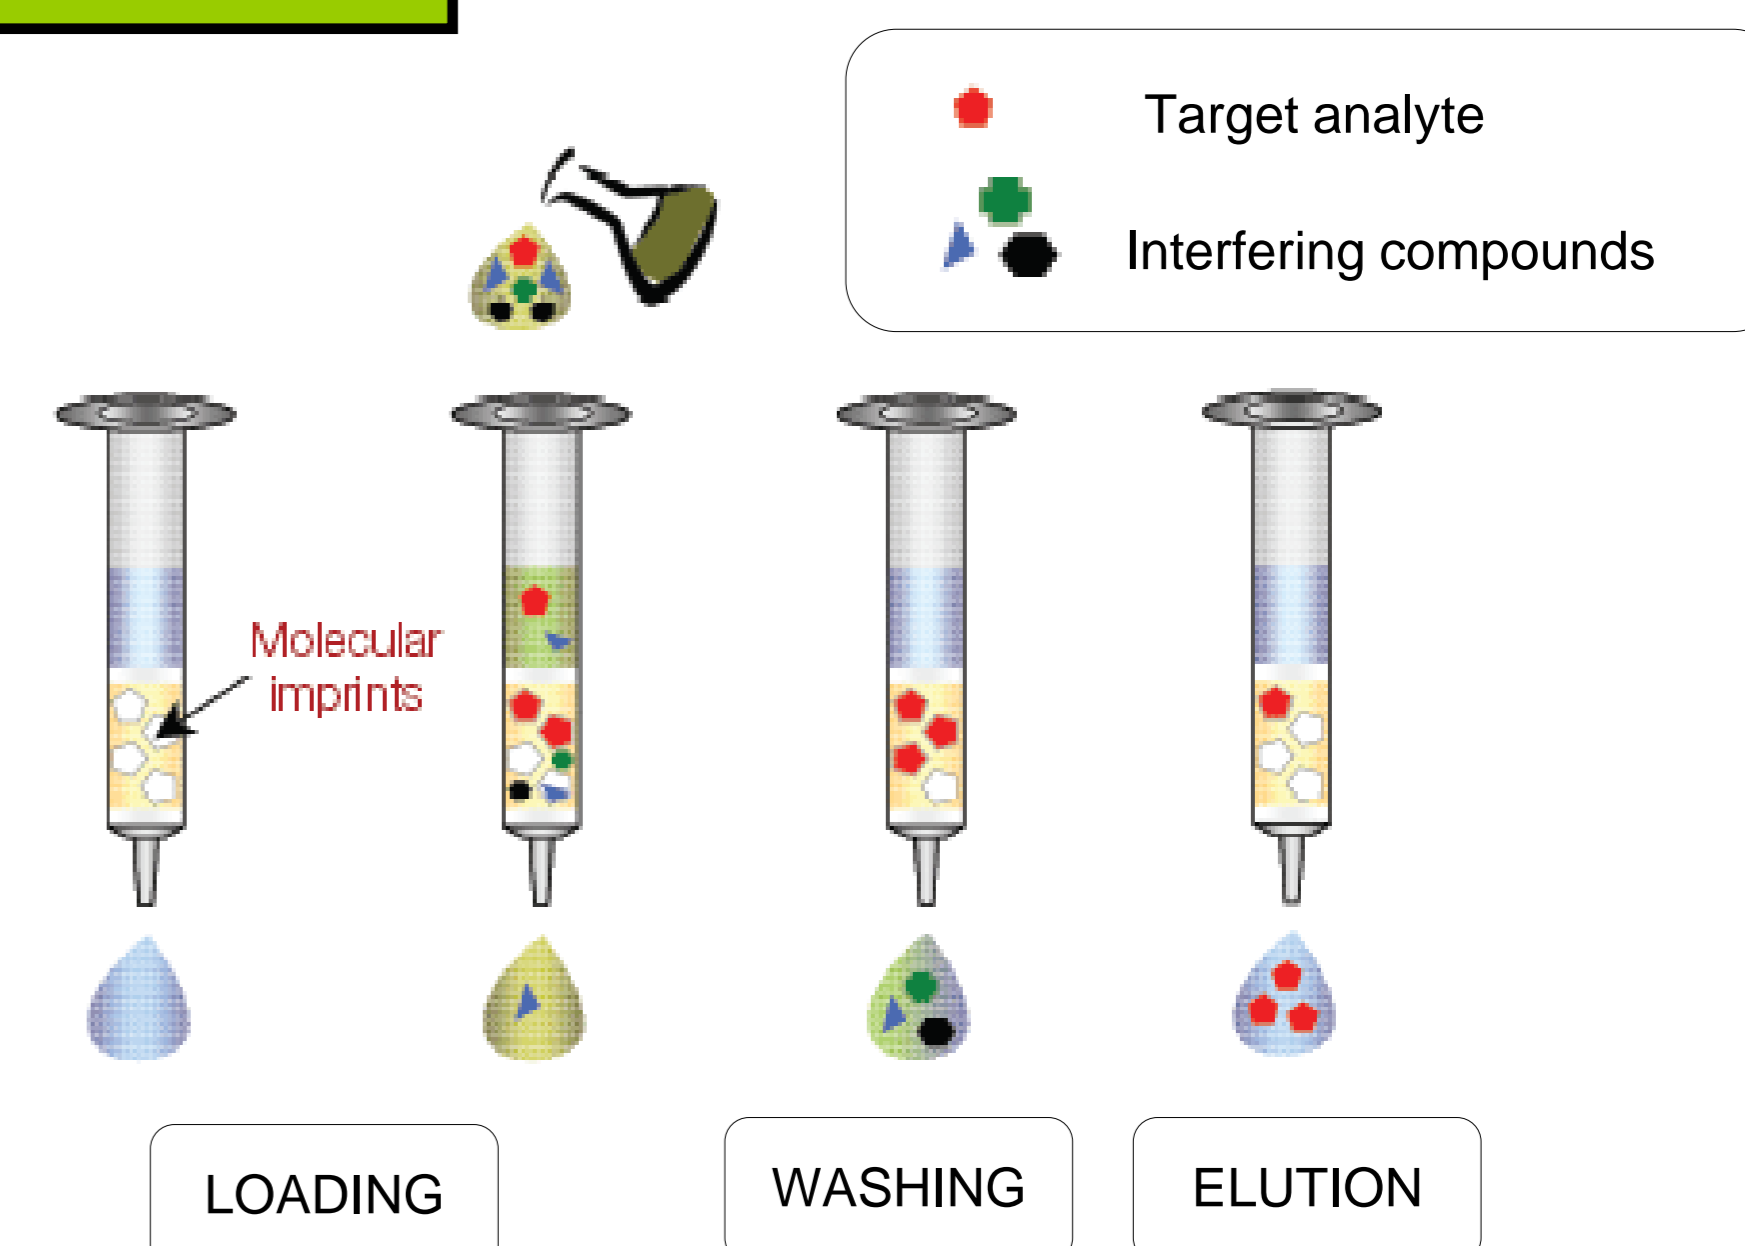 Target analyte
Interfering compounds
Molecular
imprints
LOADING
WASHING
ELUTION